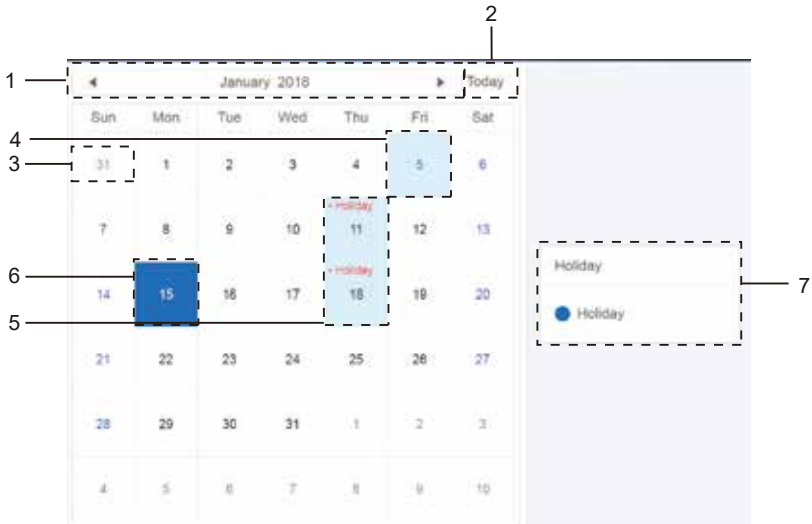 2
1
January 2018
Today
Sun Mon Tue Wed Thu Fri Sat
4
3
31 1 2 3 4 5 6
• Holiday
7 8 9 10 11 12 13
6
• Holiday
Holiday
7
14 15 16 17 18 19 20
5
Holiday
21 22 23 24 25 26 27
28 29 30 31 1 2 3
4 5 6 7 8 9 10